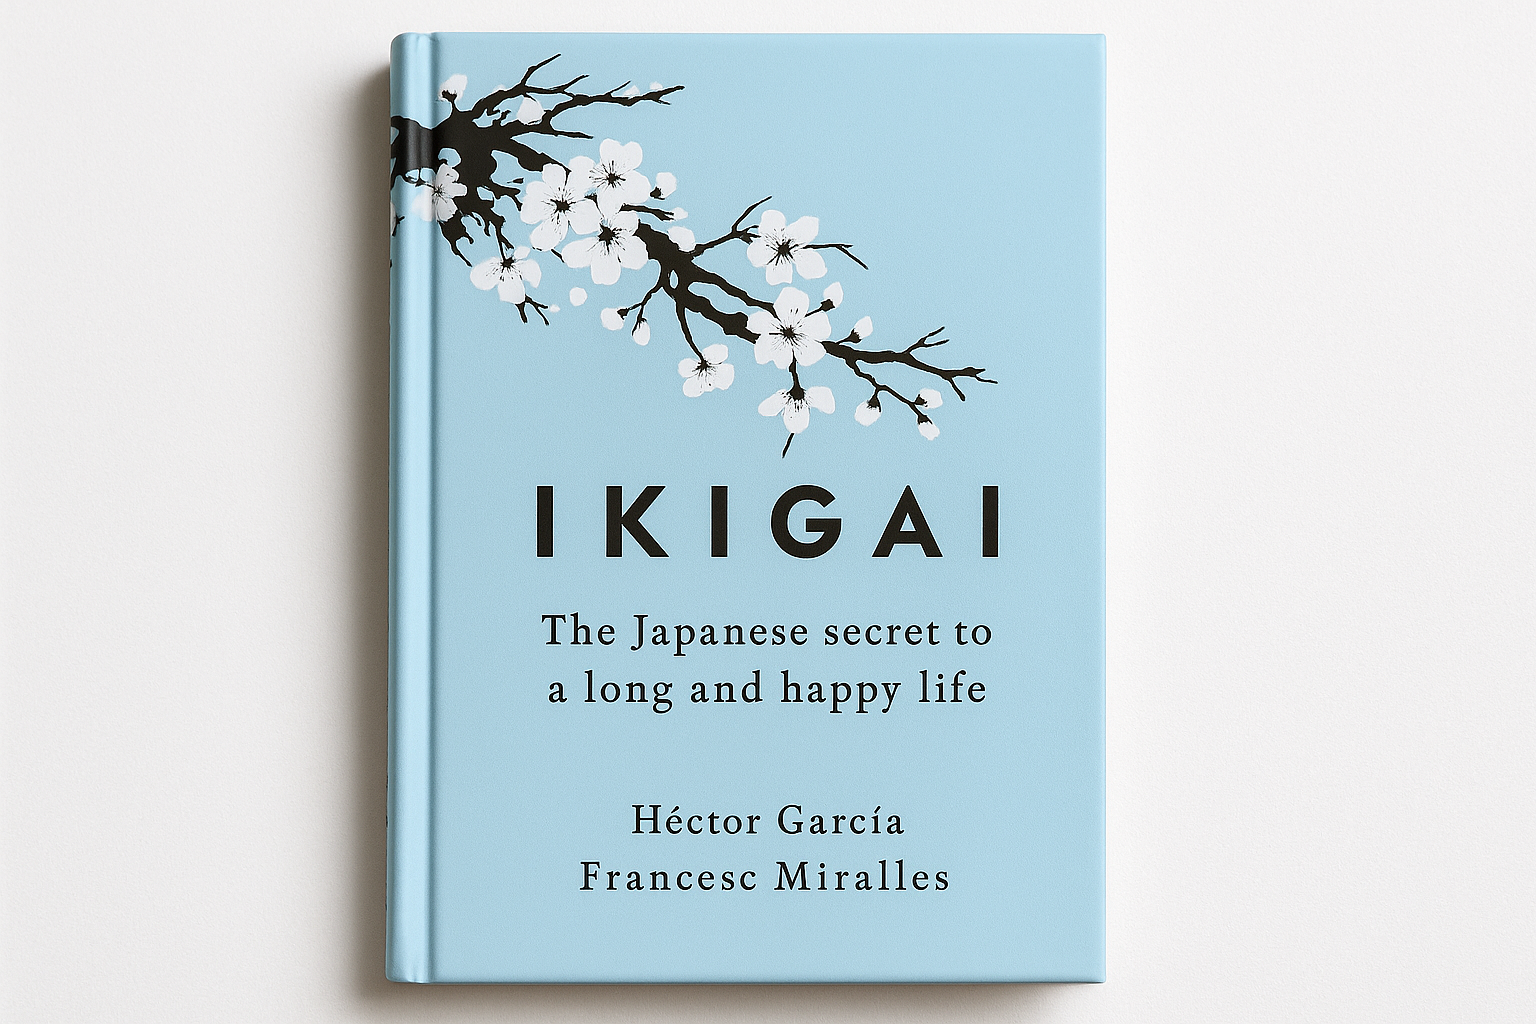 IKIGAI
The Japanese secret to
a long and happy life
Héctor García
Francesc Miralles